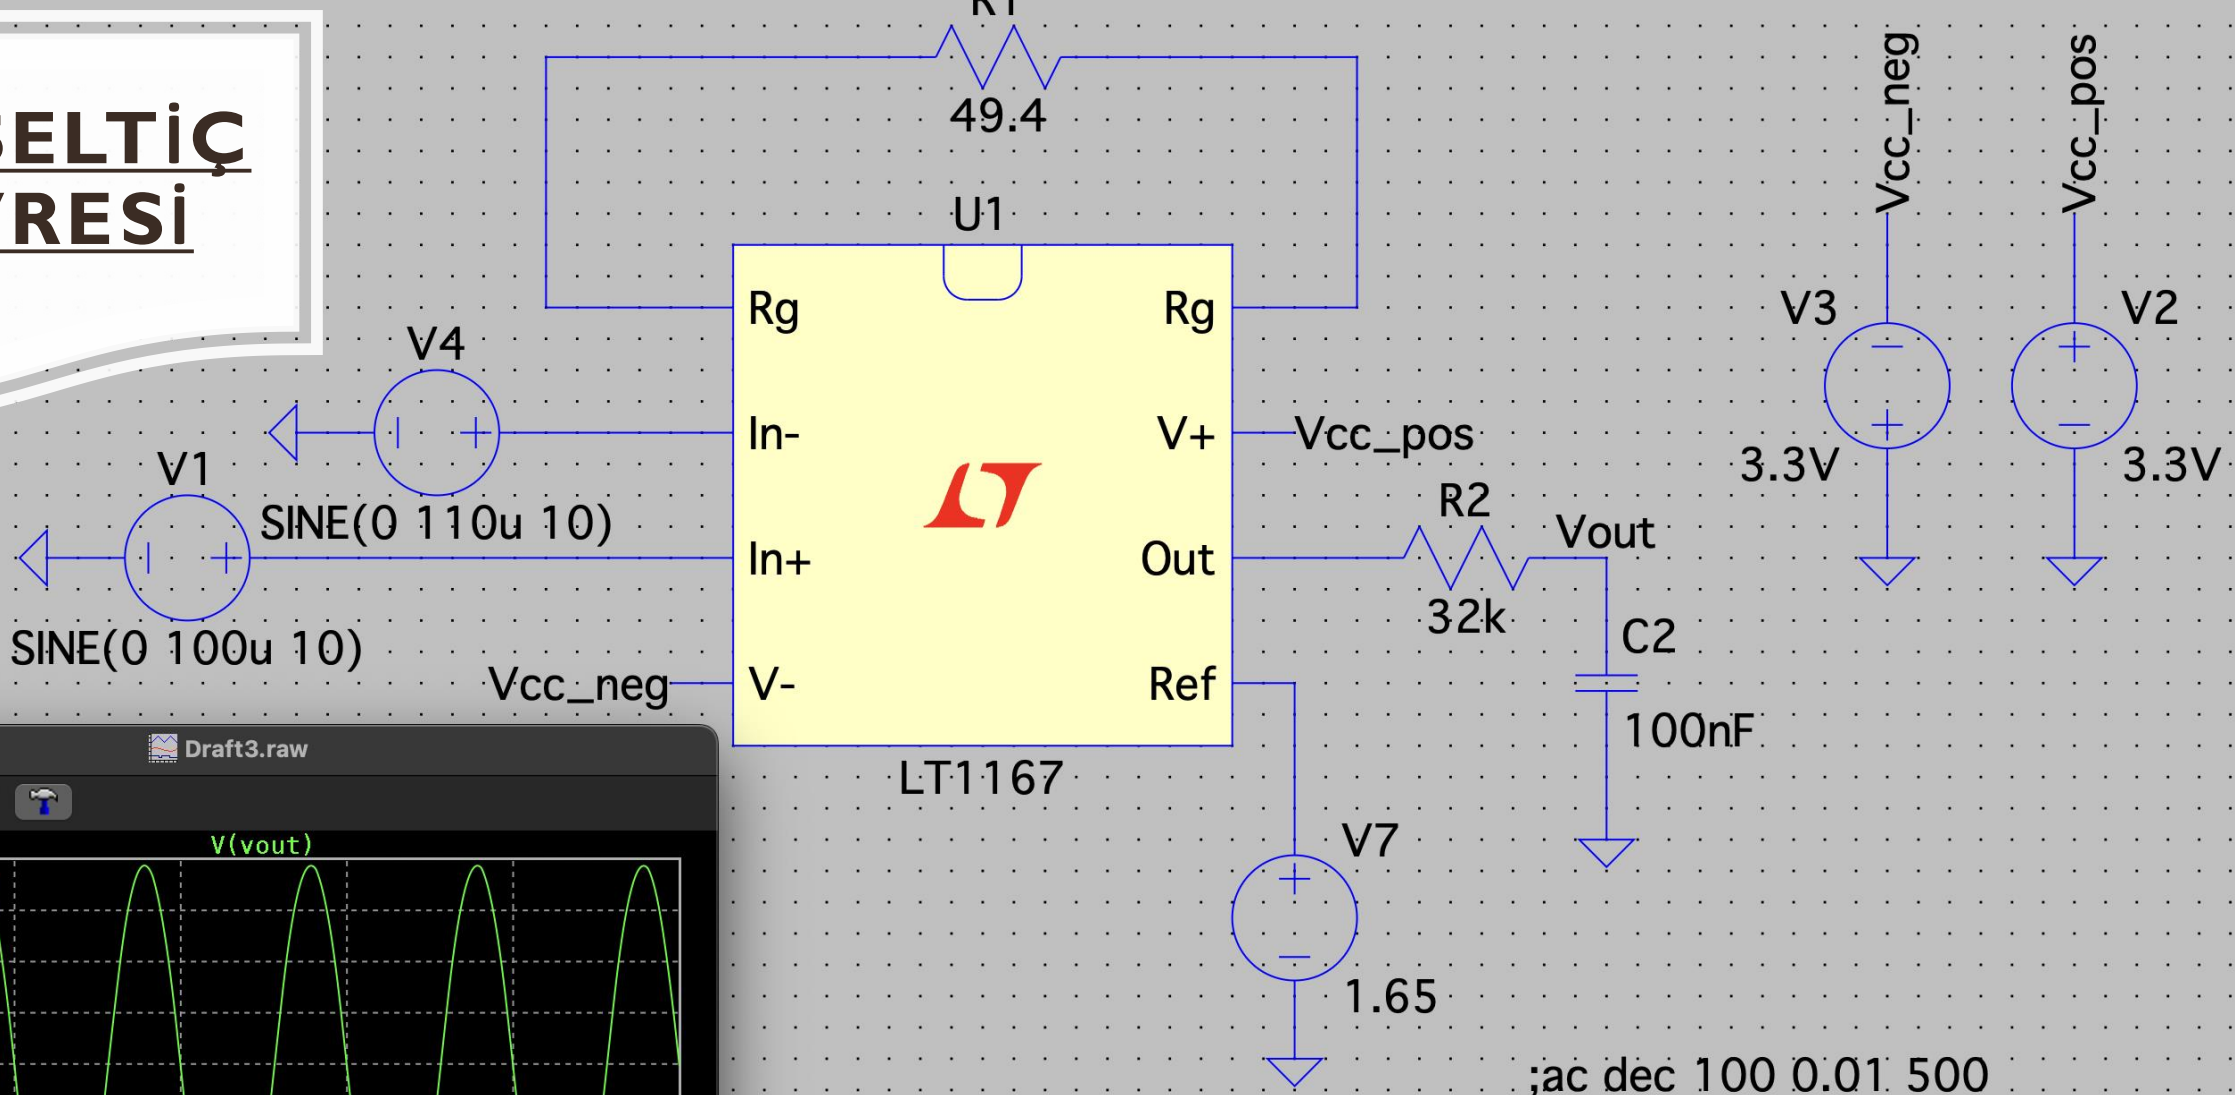 R1
49.4
SELTİÇ
RESİ
U1
Rg
Rg
In-
V+
In+
Out
V-
Ref
LT1167
V4
SINE(0 110u 10)
V1
SINE(0 100u 10)
Vcc_neg
Vcc_pos
R2
32k
Vout
C2
100nF
V7
1.65
Vcc_neg
V3
3.3V
Vcc_pos
V2
3.3V
;ac dec 100 0.01 500
Draft3.raw
V(vout)